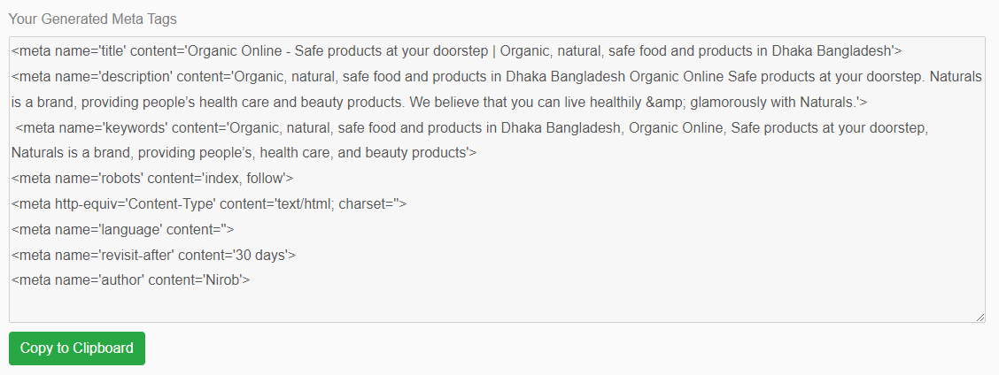 Your Generated Meta Tags
<meta name='title' content='Organic Online - Safe products at your doorstep | Organic, natural, safe food and products in Dhaka Bangladesh'>
<meta name='description' content='Organic, natural, safe food and products in Dhaka Bangladesh Organic Online Safe products at your doorstep. Naturals
is a brand, providing people’s health care and beauty products. We believe that you can live healthily &amp; glamorously with Naturals.'>
<meta name='keywords' content='Organic, natural, safe food and products in Dhaka Bangladesh, Organic Online, Safe products at your doorstep,
Naturals is a brand, providing people’s, health care, and beauty products'>
<meta name='robots' content='index, follow'>
<meta http-equiv='Content-Type' content='text/html; charset=''>
<meta name='language' content=''>
<meta name='revisit-after' content='30 days'>
<meta name='author' content='Nirob'>
Copy to Clipboard